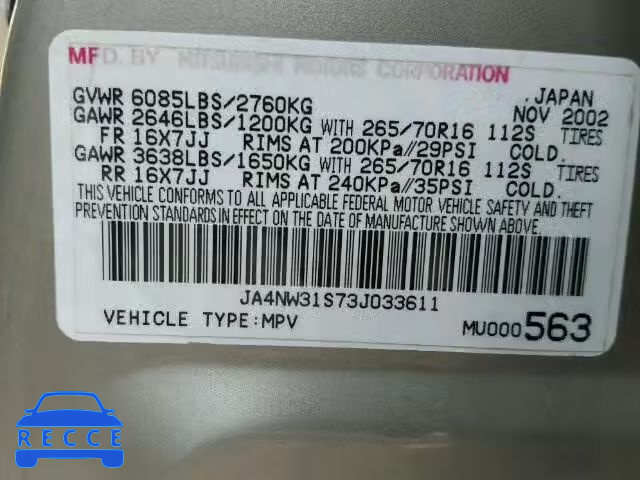 MFD. BY MITSUBISHI MOTORS CORPORATION
GVWR 6085LBS/2760KG JAPAN
NOV 2002
GAWR 2646LBS/1200KG WITH 265/70R16 112S TIRES
FR 16X7JJ RIMS AT 200KPa//29PSI COLD.
GAWR 3638LBS/1650KG WITH 265/70R16 112S TIRES
RR 16X7JJ RIMS AT 240KPa//35PSI COLD.
THIS VEHICLE CONFORMS TO ALL APPLICABLE FEDERAL MOTOR VEHICLE SAFETY AND THEFT
PREVENTION STANDARDS IN EFFECT ON THE DATE OF MANUFACTURE SHOWN ABOVE.
JA4NW31S73J033611
VEHICLE TYPE:MPV MU000563
RECCE